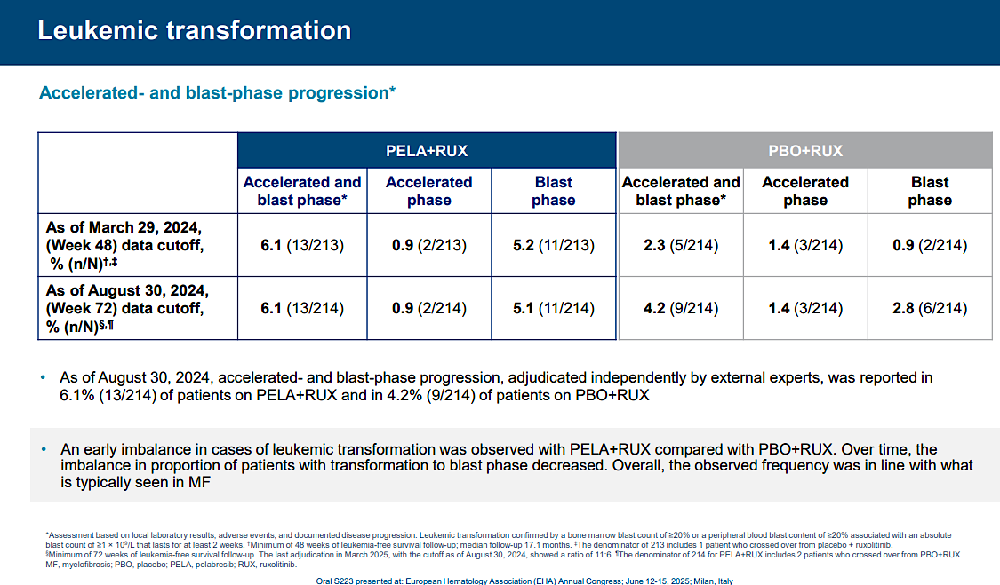 Leukemic transformation
Accelerated- and blast-phase progression*
PELA+RUX
PBO+RUX
Accelerated and
blast phase*
Accelerated
phase
Blast
phase
Accelerated and
blast phase*
Accelerated
phase
Blast
phase
As of March 29, 2024,
(Week 48) data cutoff,
% (n/N)†,‡
6.1 (13/213)
0.9 (2/213)
5.2 (11/213)
2.3 (5/214)
1.4 (3/214)
0.9 (2/214)
As of August 30, 2024,
(Week 72) data cutoff,
% (n/N)§,¶
6.1 (13/214)
0.9 (2/214)
5.1 (11/214)
4.2 (9/214)
1.4 (3/214)
2.8 (6/214)
• As of August 30, 2024, accelerated- and blast-phase progression, adjudicated independently by external experts, was reported in
6.1% (13/214) of patients on PELA+RUX and in 4.2% (9/214) of patients on PBO+RUX
• An early imbalance in cases of leukemic transformation was observed with PELA+RUX compared with PBO+RUX. Over time, the
imbalance in proportion of patients with transformation to blast phase decreased. Overall, the observed frequency was in line with what
is typically seen in MF
*Assessment based on local laboratory results, adverse events, and documented disease progression. Leukemic transformation confirmed by a bone marrow blast count of ≥20% or a peripheral blood blast content of ≥20% associated with an absolute
blast count of ≥1 × 10⁹/L that lasts for at least 2 weeks. †Minimum of 48 weeks of leukemia-free survival follow-up; median follow-up 17.1 months. ‡The denominator of 213 includes 1 patient who crossed over from placebo + ruxolitinib.
§Minimum of 72 weeks of leukemia-free survival follow-up. The last adjudication in March 2025, with the cutoff as of August 30, 2024, showed a ratio of 11:6. ¶The denominator of 214 for PELA+RUX includes 2 patients who crossed over from PBO+RUX.
MF, myelofibrosis; PBO, placebo; PELA, pelabresib; RUX, ruxolitinib.
Oral S223 presented at: European Hematology Association (EHA) Annual Congress; June 12-15, 2025; Milan, Italy